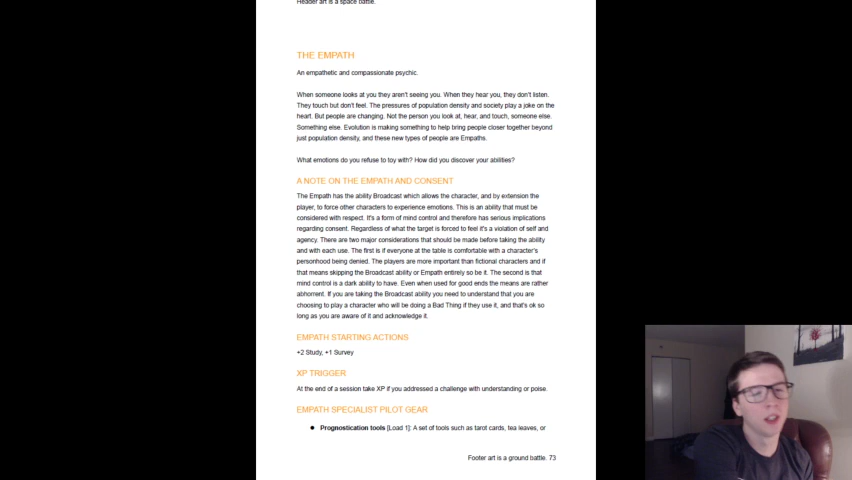 Header art is a space battle.
THE EMPATH
An empathetic and compassionate psychic.
When someone looks at you they aren't seeing you. When they hear you, they don't listen.
They touch but don't feel. The pressures of population density and society play a joke on the
heart. But people are changing. Not the person you look at, hear, and touch, someone else.
Something else. Evolution is making something to help bring people closer together beyond
just population density, and these new types of people are Empaths.
What emotions do you refuse to toy with? How did you discover your abilities?
A NOTE ON THE EMPATH AND CONSENT
The Empath has the ability Broadcast which allows the character, and by extension the
player, to force other characters to experience emotions. This is an ability that must be
considered with respect. It's a form of mind control and therefore has serious implications
regarding consent. Regardless of what the target is forced to feel it's a violation of self and
agency. There are two major considerations that should be made before taking the ability
and with each use. The first is if everyone at the table is comfortable with a character's
personhood being denied. The players are more important than fictional characters and if
that means skipping the Broadcast ability or Empath entirely so be it. The second is that
mind control is a dark ability to have. Even when used for good ends the means are rather
abhorrent. If you are taking the Broadcast ability you need to understand that you are
choosing to play a character who will be doing a Bad Thing if they use it, and that's ok so
long as you are aware of it and acknowledge it.
EMPATH STARTING ACTIONS
+2 Study, +1 Survey
XP TRIGGER
At the end of a session take XP if you addressed a challenge with understanding or poise.
EMPATH SPECIALIST PILOT GEAR
● Prognostication tools [Load 1]: A set of tools such as tarot cards, tea leaves, or
Footer art is a ground battle. 73